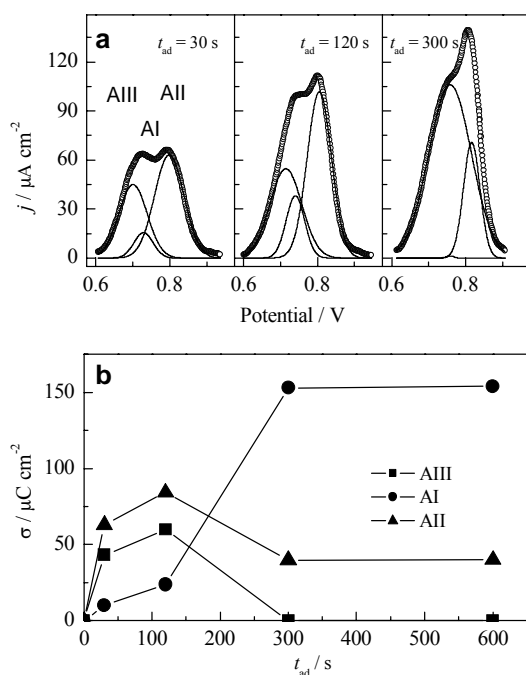 a
t_ad = 30 s
t_ad = 120 s
t_ad = 300 s
AIII
AI
AII
j / μA cm⁻²
135
90
60
30
0
0.6 0.8 0.6 0.8 0.6 0.8
Potential / V
b
σ / μC cm⁻²
150
100
50
0
AIII
AI
AII
0 100 200 300 400 500 600
t_ad / s